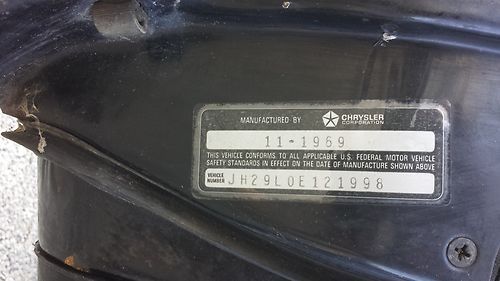 MANUFACTURED BY CHRYSLER
CORPORATION
11-1969
THIS VEHICLE CONFORMS TO ALL APPLICABLE U.S. FEDERAL MOTOR VEHICLE
SAFETY STANDARDS IN EFFECT ON THE DATE OF MANUFACTURE SHOWN ABOVE
VEHICLE
NUMBER
JH29L0E121998